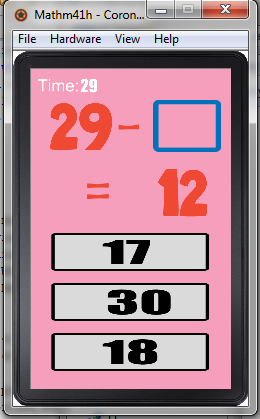 Mathm41h - Coron...
File Hardware View Help
Time:29
29-
= 12
17
30
18